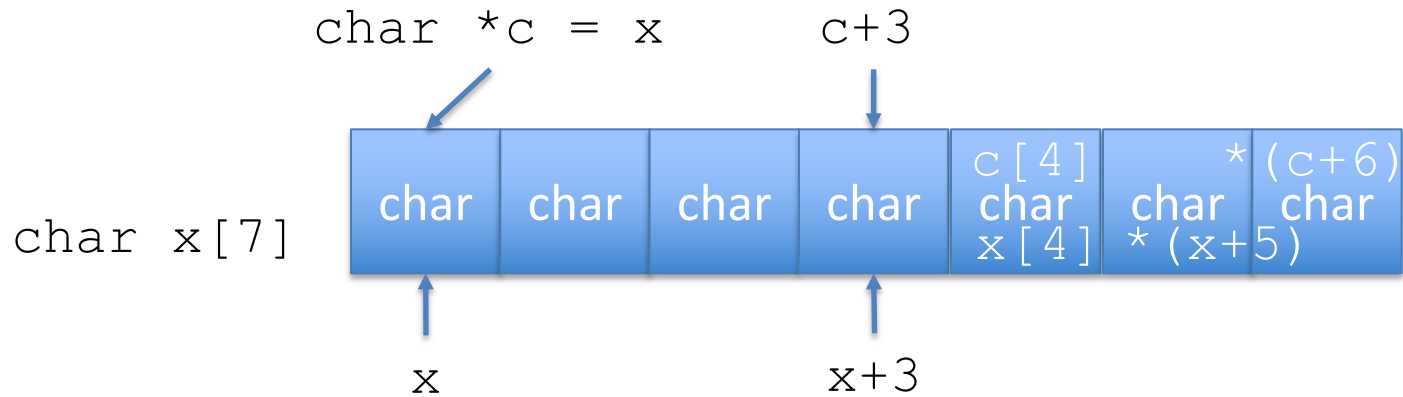 char *c = x
c+3
c[4]
*(c+6)
char char char char char char char
char x[7]
x[4]
*(x+5)
x
x+3